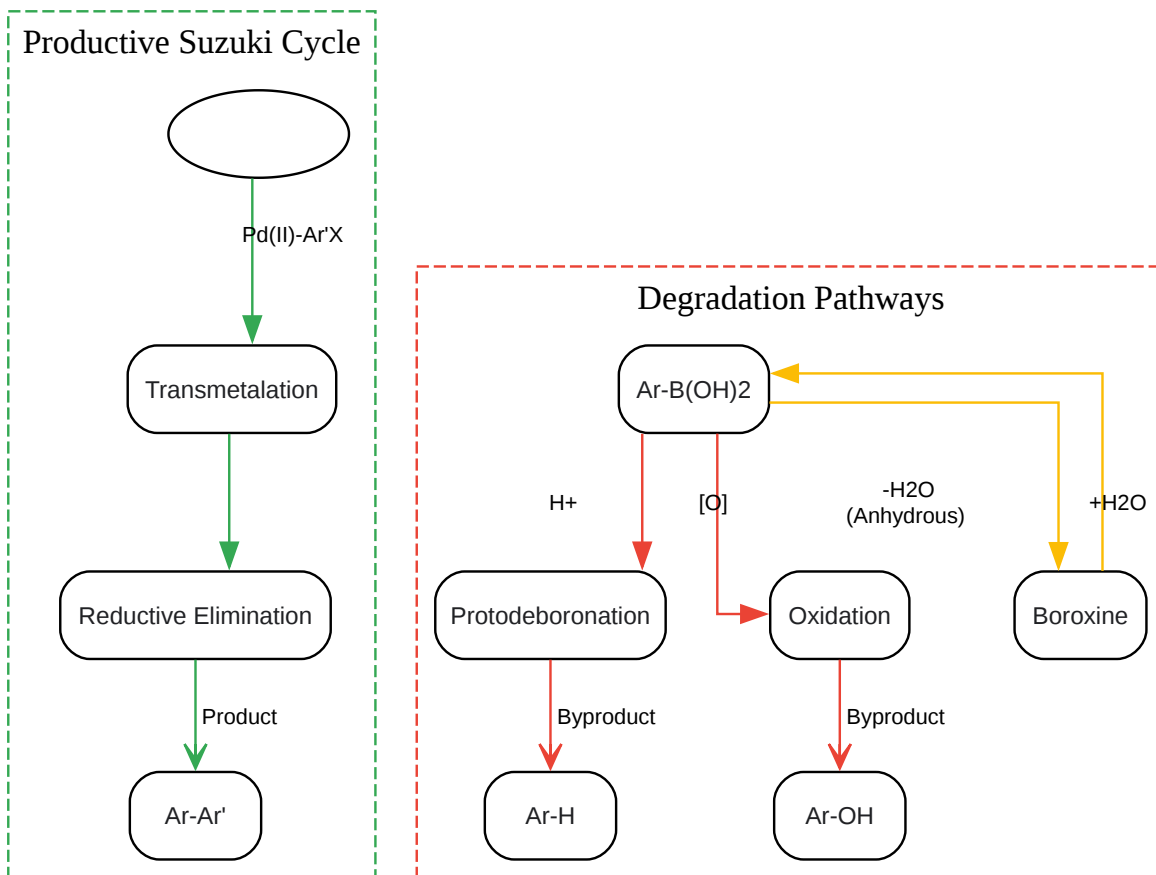 Productive Suzuki Cycle
Pd(II)-Ar'X
Transmetalation
Reductive Elimination
Product
Ar-Ar'
Degradation Pathways
Ar-B(OH)2
H+
[O]
-H2O
(Anhydrous)
+H2O
Protodeboronation
Oxidation
Boroxine
Byproduct
Byproduct
Ar-H
Ar-OH